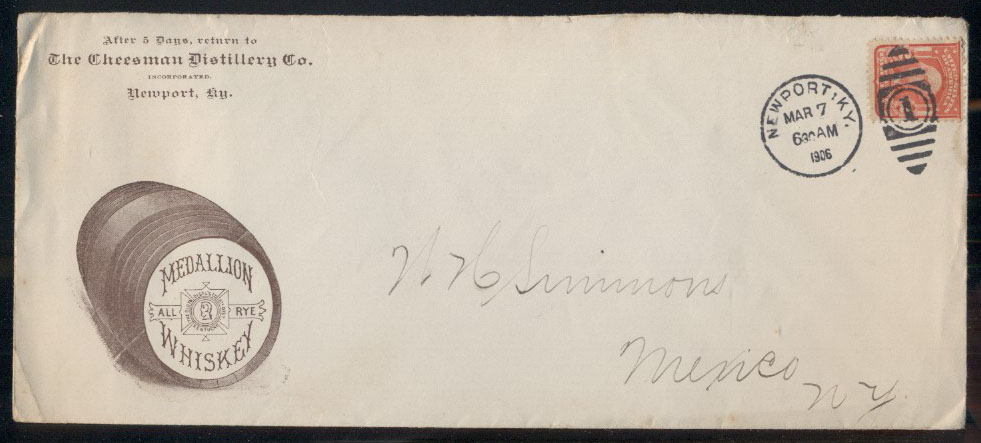 After 5 Days, return to
The Cheesman Distillery Co.
INCORPORATED.
Newport, Ky.
NEWPORT, KY.
MAR 7
630 AM
1906
1
MEDALLION
ALL RYE
WHISKEY
N. H. Simmons
Mexico
N Y.